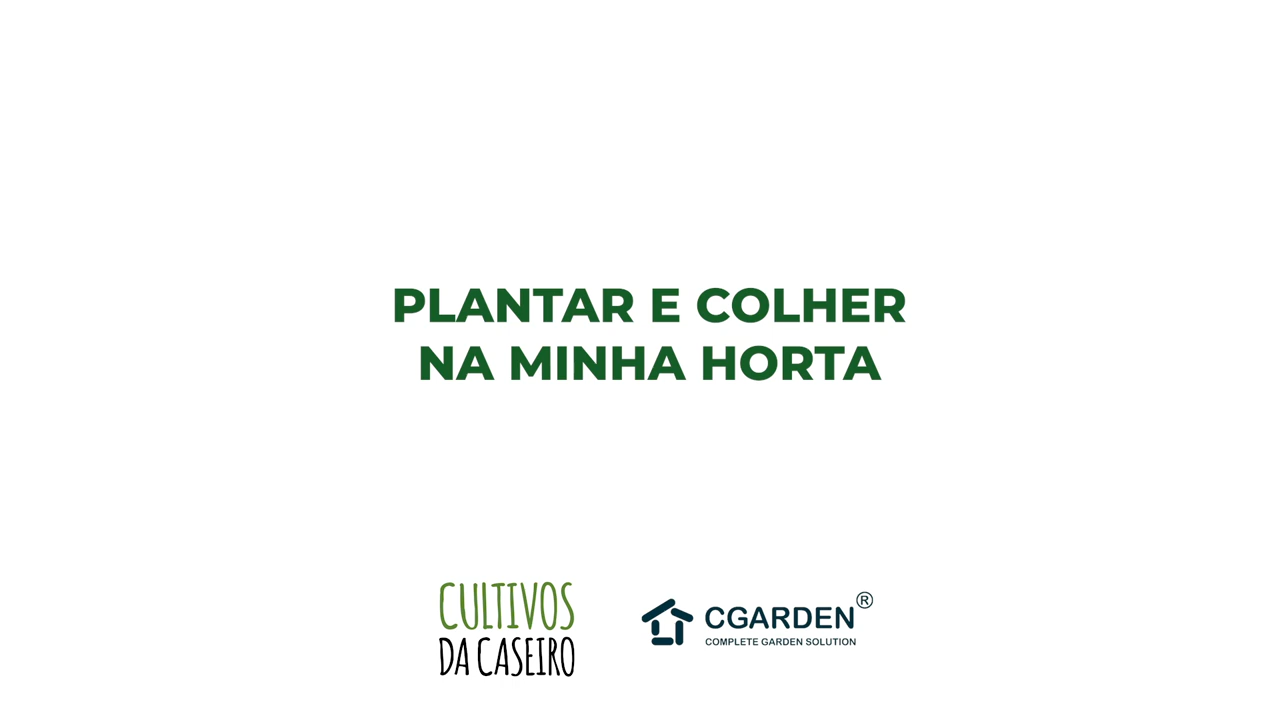 PLANTAR E COLHER
NA MINHA HORTA
CULTIVOS
DA CASEIRO
CGARDEN®
COMPLETE GARDEN SOLUTION